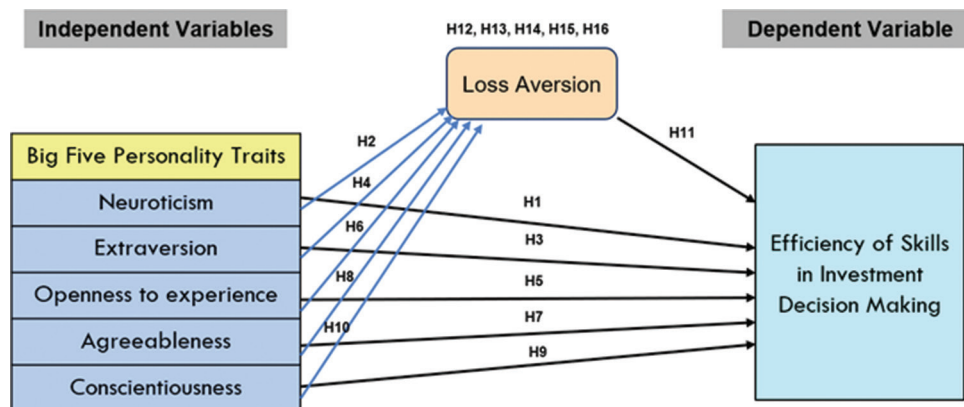 Independent Variables
H12, H13, H14, H15, H16
Dependent Variable
Loss Aversion
H11
Big Five Personality Traits
Neuroticism
Extraversion
Openness to experience
Agreeableness
Conscientiousness
H2
H4
H6
H8
H10
H1
H3
H5
H7
H9
Efficiency of Skills
in Investment
Decision Making